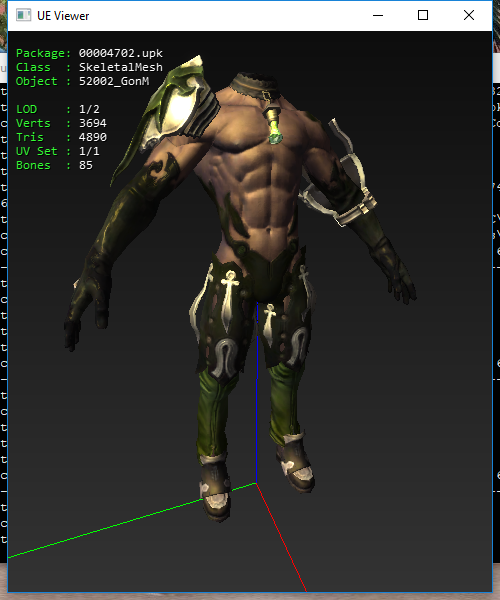 UE Viewer
Package: 00004702.upk
Class : SkeletalMesh
Object : 52002_GonM
LOD : 1/2
Verts : 3694
Tris : 4890
UV Set : 1/1
Bones : 85